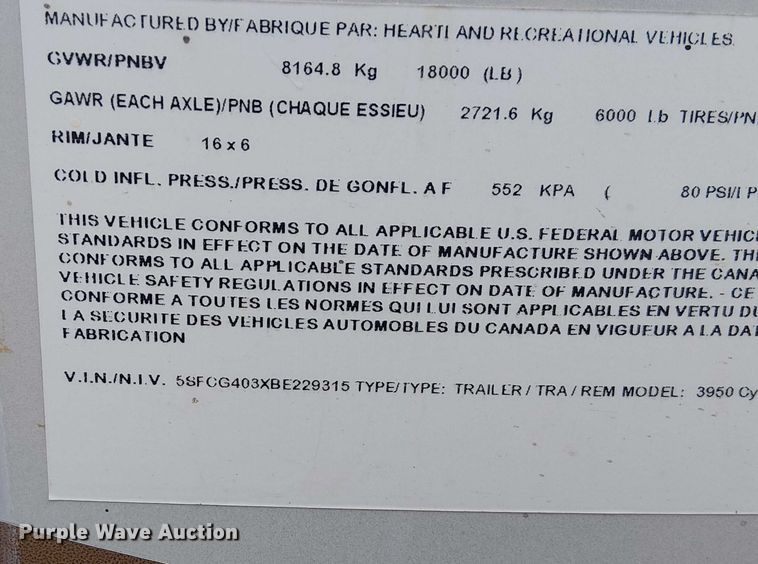 MANUFACTURED BY/FABRIQUE PAR: HEARTLAND RECREATIONAL VEHICLES
GVWR/PNBV 8164.8 Kg 18000 (LB)
GAWR (EACH AXLE)/PNB (CHAQUE ESSIEU) 2721.6 Kg 6000 Lb TIRES/PN
RIM/JANTE 16 x 6
COLD INFL. PRESS./PRESS. DE GONFL. A F 552 KPA ( 80 PSI/I P
THIS VEHICLE CONFORMS TO ALL APPLICABLE U.S. FEDERAL MOTOR VEHIC
STANDARDS IN EFFECT ON THE DATE OF MANUFACTURE SHOWN ABOVE. THI
CONFORMS TO ALL APPLICABLE STANDARDS PRESCRIBED UNDER THE CANA
VEHICLE SAFETY REGULATIONS IN EFFECT ON DATE OF MANUFACTURE. - CE
CONFORME A TOUTES LES NORMES QUI LUI SONT APPLICABLES EN VERTU DU
LA SECURITE DES VEHICLES AUTOMOBLES DU CANADA EN VIGUEUR A LA DAT
FABRICATION
V.I.N./N.I.V. 5SFCG403XBE229315 TYPE/TYPE: TRAILER / TRA / REM MODEL: 3950 Cy
Purple Wave Auction